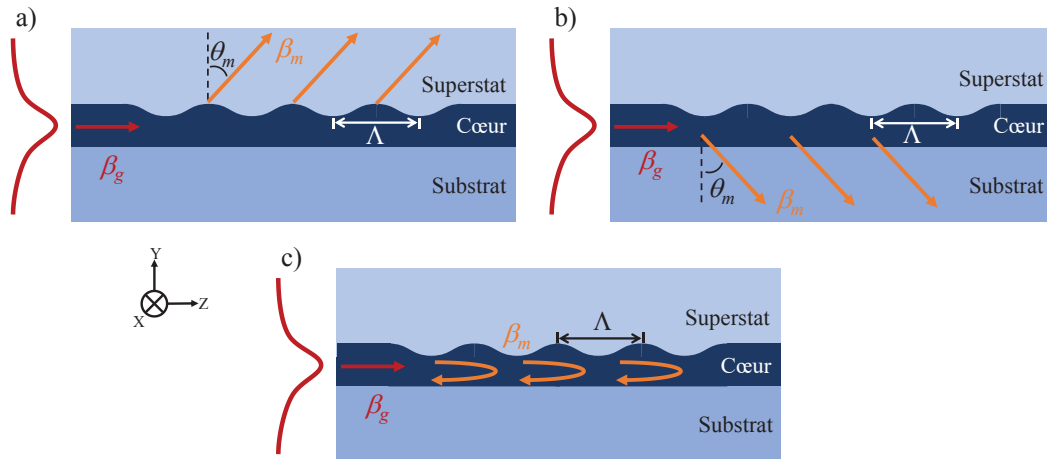 a)
θm
βm
Superstat
Λ
Cœur
βg
Substrat
b)
Superstat
Λ
Cœur
βg
θm
βm
Substrat
Y
X
Z
c)
Λ
Superstat
βm
Cœur
βg
Substrat